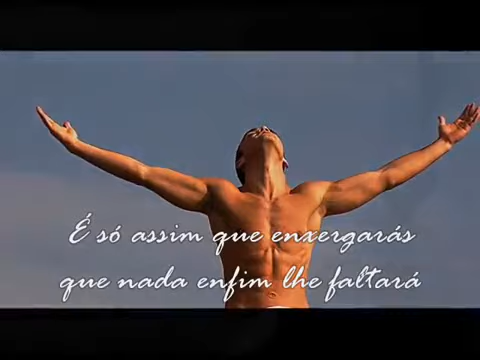 É só assim que enxergarás
que nada enfim lhe faltará